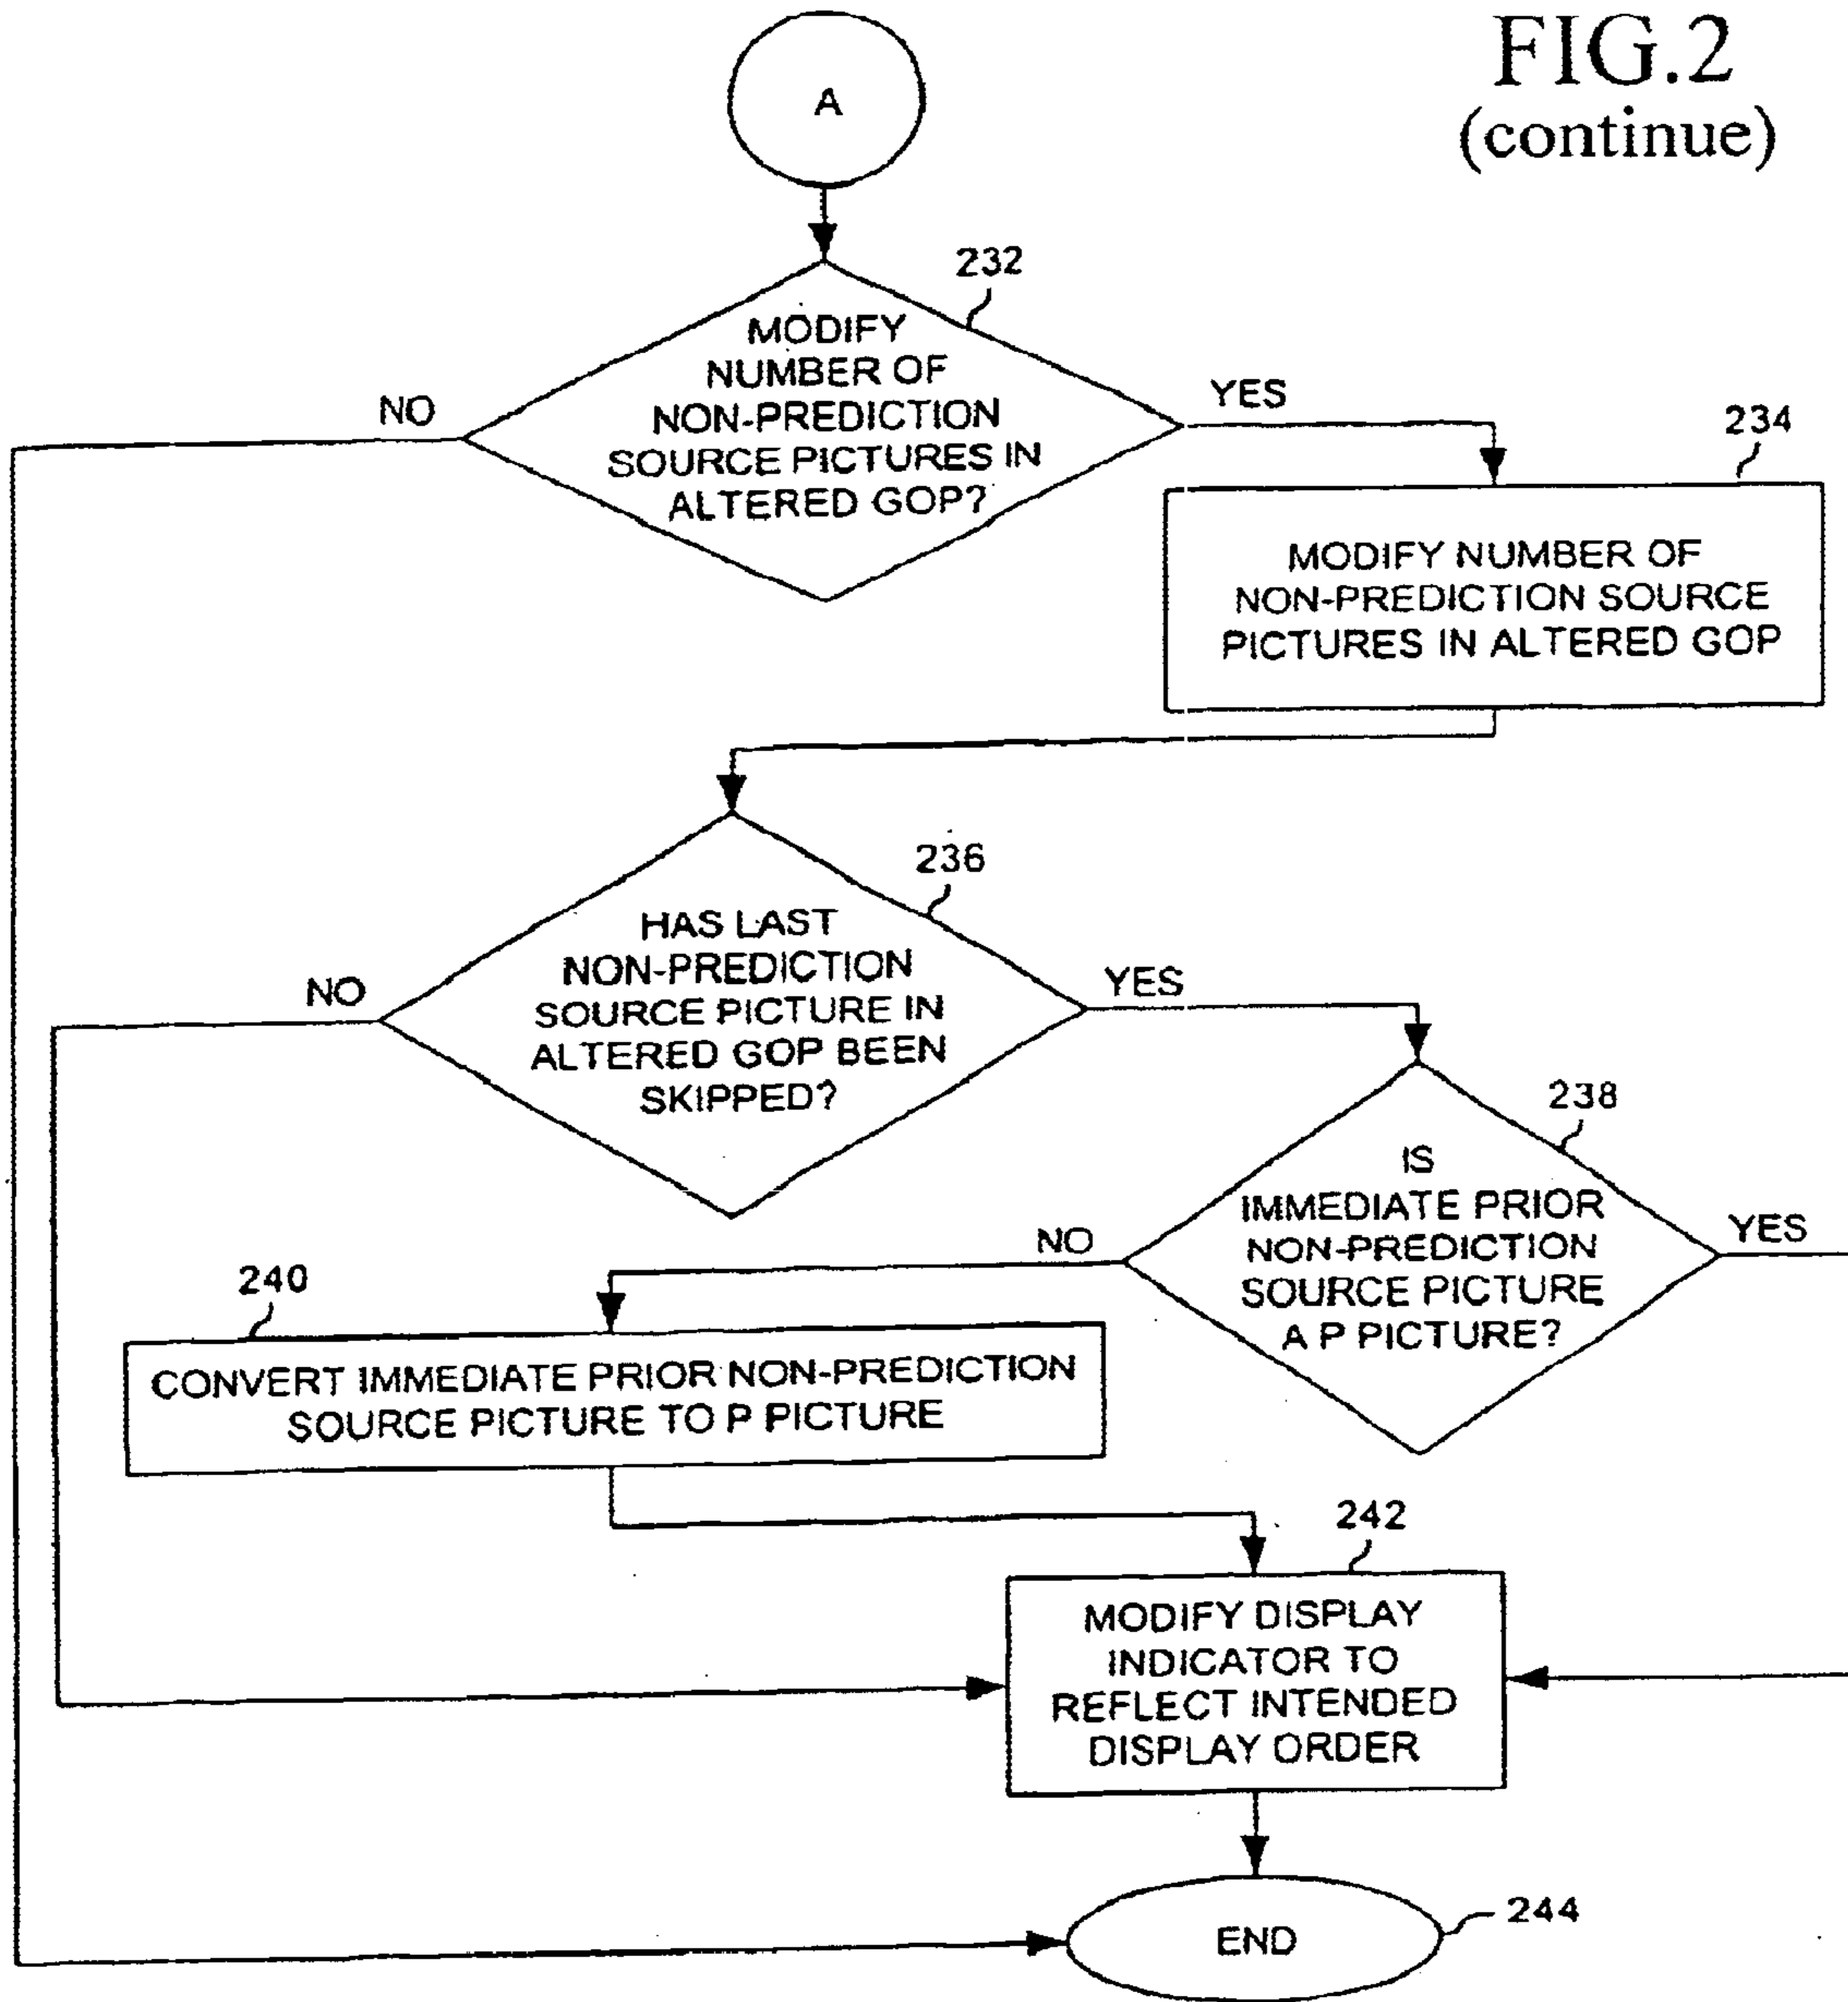 FIG.2
(continue)
A
232
MODIFY
NUMBER OF
NON-PREDICTION
SOURCE PICTURES IN
ALTERED GOP?
NO
YES
234
MODIFY NUMBER OF
NON-PREDICTION SOURCE
PICTURES IN ALTERED GOP
236
HAS LAST
NON-PREDICTION
SOURCE PICTURE IN
ALTERED GOP BEEN
SKIPPED?
NO
YES
238
IS
IMMEDIATE PRIOR
NON-PREDICTION
SOURCE PICTURE
A P PICTURE?
NO
YES
240
CONVERT IMMEDIATE PRIOR NON-PREDICTION
SOURCE PICTURE TO P PICTURE
242
MODIFY DISPLAY
INDICATOR TO
REFLECT INTENDED
DISPLAY ORDER
END
244